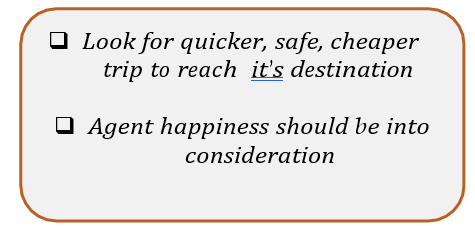 ❑ Look for quicker, safe, cheaper
trip to reach it's destination
❑ Agent happiness should be into
consideration